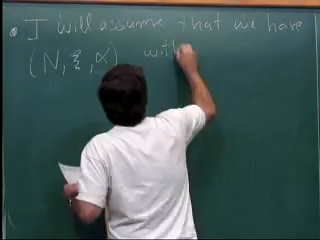 • I will assume that we have
(N, ξ, α) with